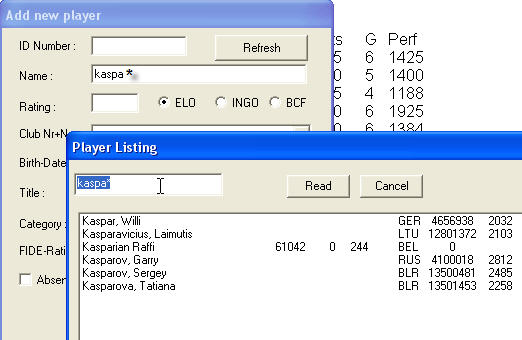 Add new player
ID Number :
Refresh
Name :
kaspa*
Rating :
ELO
INGO
BCF
Club Nr+N
Birth-Date
Title :
Category :
FIDE-Rati
Absen
s G Perf
0 6 1425
0 5 1400
5 4 1188
0 6 1925
0 6 1384
Player Listing
kaspa*
Read
Cancel
Kaspar, Willi GER 4656938 2032
Kasparavicius, Laimutis LTU 12801372 2103
Kasparian Raffi 61042 0 244 BEL 0
Kasparov, Garry RUS 4100018 2812
Kasparov, Sergey BLR 13500481 2485
Kasparova, Tatiana BLR 13501453 2258